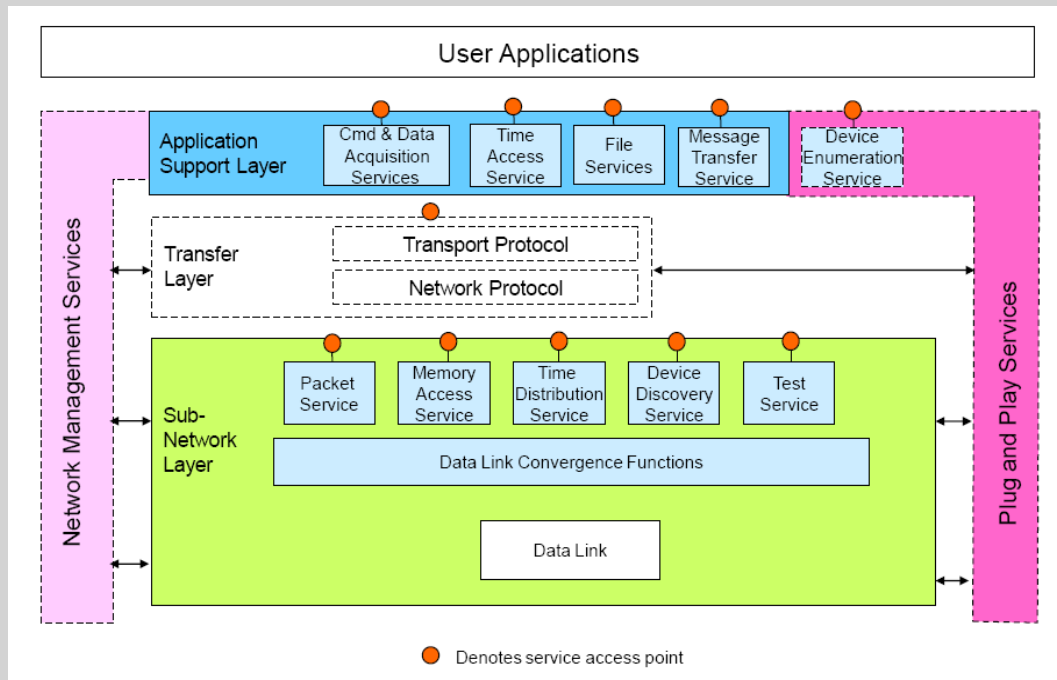 User Applications
Application
Support Layer
Cmd & Data
Acquisition
Services
Time
Access
Service
File
Services
Message
Transfer
Service
Device
Enumeration
Service
Transfer
Layer
Transport Protocol
Network Protocol
Network Management Services
Plug and Play Services
Sub-
Network
Layer
Packet
Service
Memory
Access
Service
Time
Distribution
Service
Device
Discovery
Service
Test
Service
Data Link Convergence Functions
Data Link
Denotes service access point